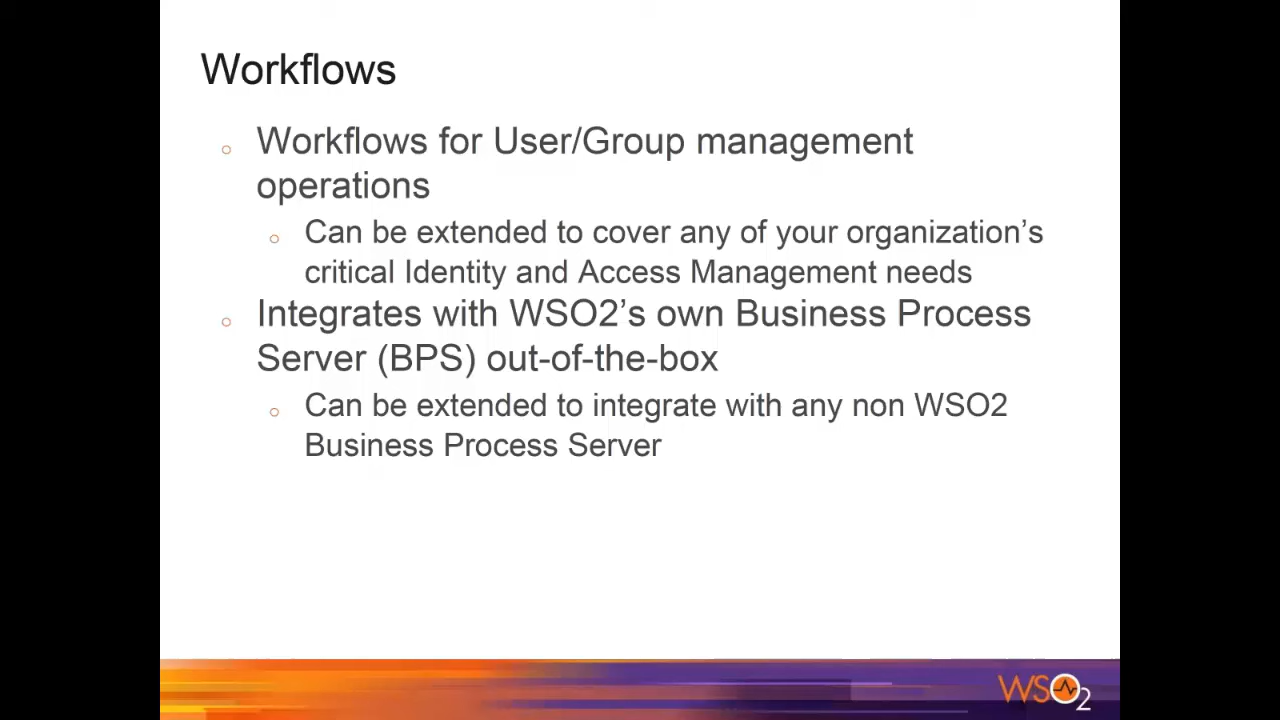 Workflows
Workflows for User/Group management
operations
Can be extended to cover any of your organization's
critical Identity and Access Management needs
Integrates with WSO2's own Business Process
Server (BPS) out-of-the-box
Can be extended to integrate with any non WSO2
Business Process Server
WSO2